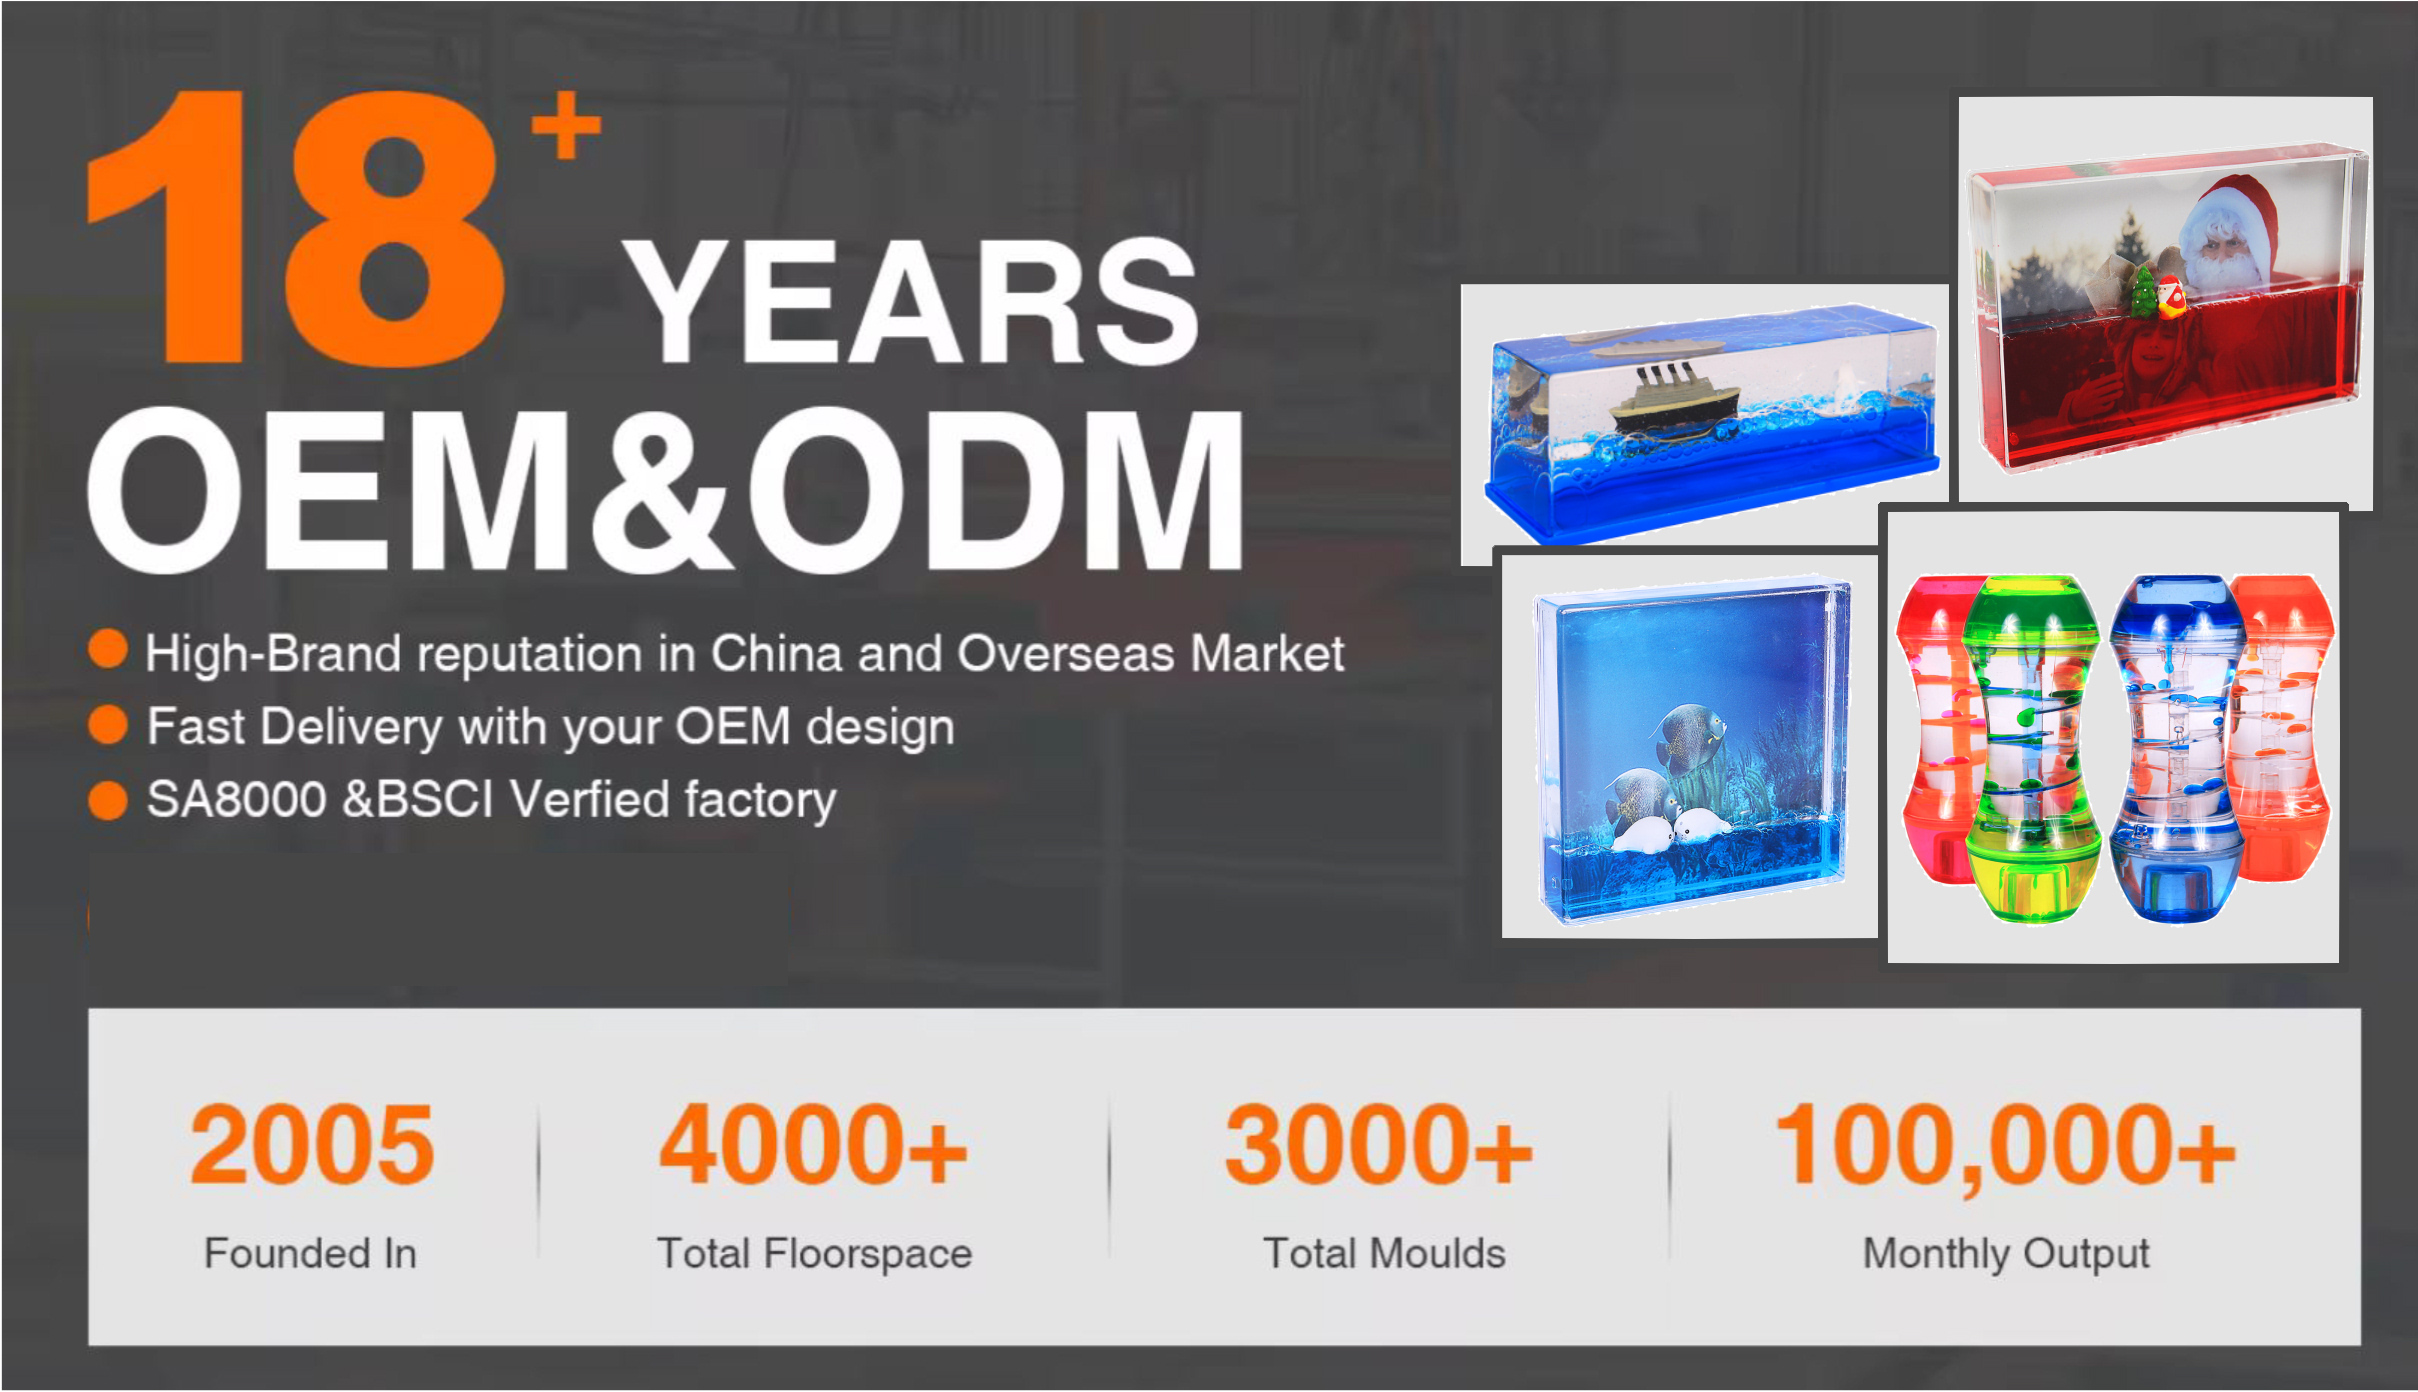 18+ YEARS
OEM&ODM
High-Brand reputation in China and Overseas Market
Fast Delivery with your OEM design
SA8000 &BSCI Verfied factory
2005
Founded In
4000+
Total Floorspace
3000+
Total Moulds
100,000+
Monthly Output